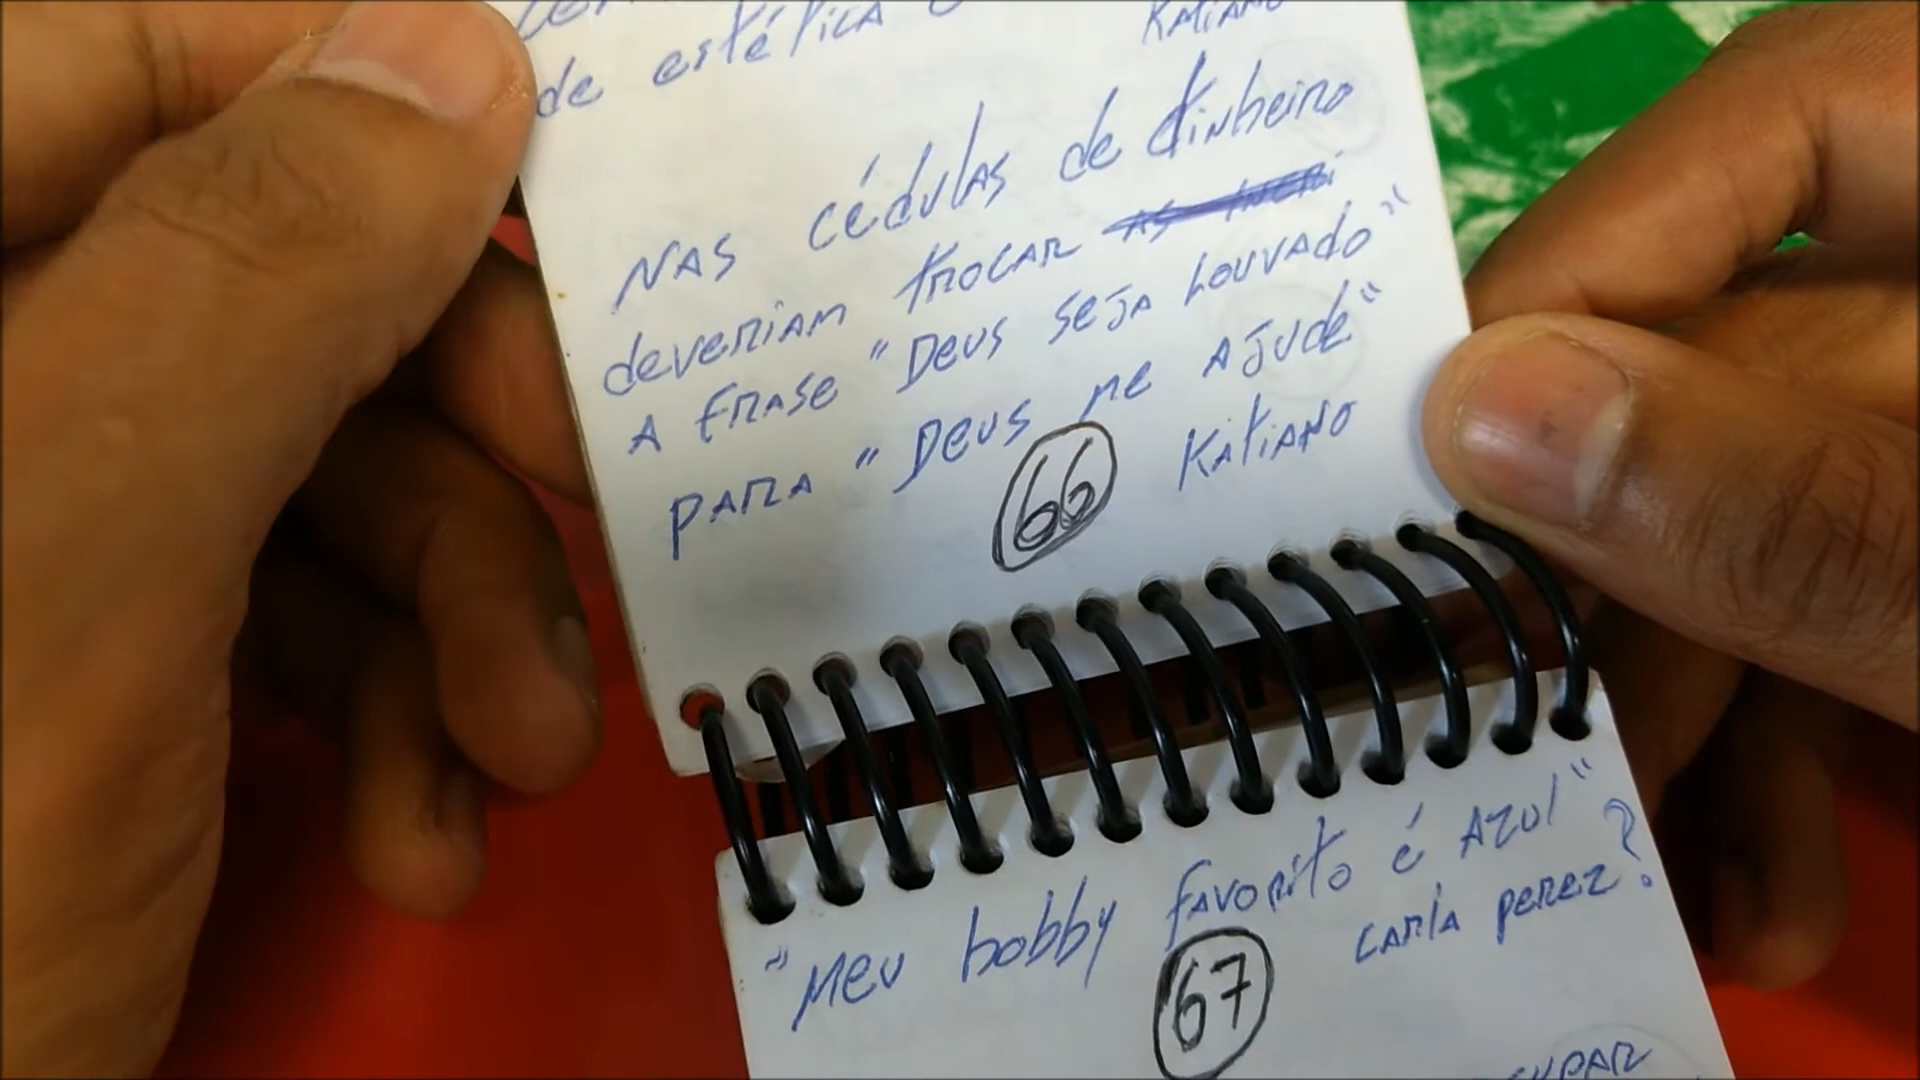 de estética
Katiano
Nas cédulas de dinheiro
deveriam trocar
a frase "Deus seja louvado"
para "Deus me ajude"
66 Katiano
"Meu hobby favorito é azul"
67 Carla perez?